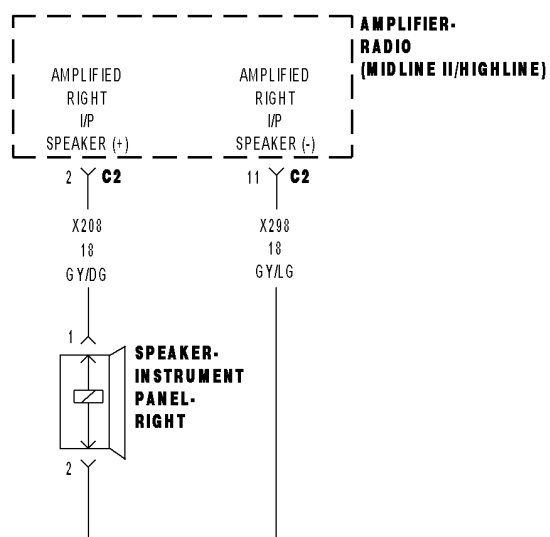 AMPLIFIER-
RADIO
(MIDLINE II/HIGHLINE)
AMPLIFIED
RIGHT
I/P
SPEAKER (+)
AMPLIFIED
RIGHT
I/P
SPEAKER (-)
2 C2
11 C2
X208
18
GY/DG
X298
18
GY/LG
1
SPEAKER-
INSTRUMENT
PANEL-
RIGHT
2